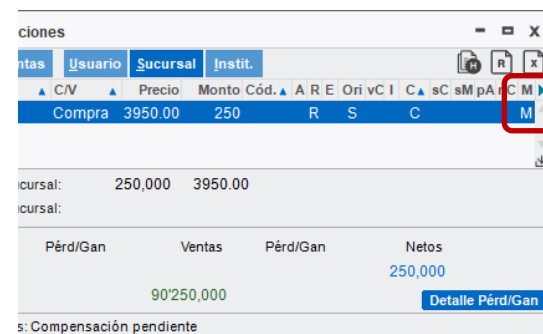 ciones
ntas Usuario Sucursal Instit. R X
C/V Precio Monto Cód. A R E Ori vC I C sC sM pA rC M
Compra 3950.00 250 R S C M
ucursal: 250,000 3950.00
ucursal:
Pérd/Gan Ventas Pérd/Gan Netos
250,000
90'250,000 Detalle Pérd/Gan
s: Compensación pendiente